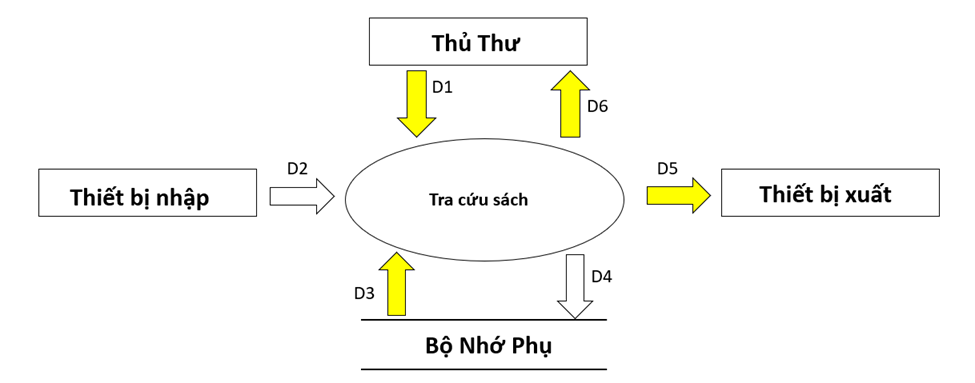 Thủ Thư
D1
D6
D2
D5
Thiết bị nhập
Tra cứu sách
Thiết bị xuất
D3
D4
Bộ Nhớ Phụ